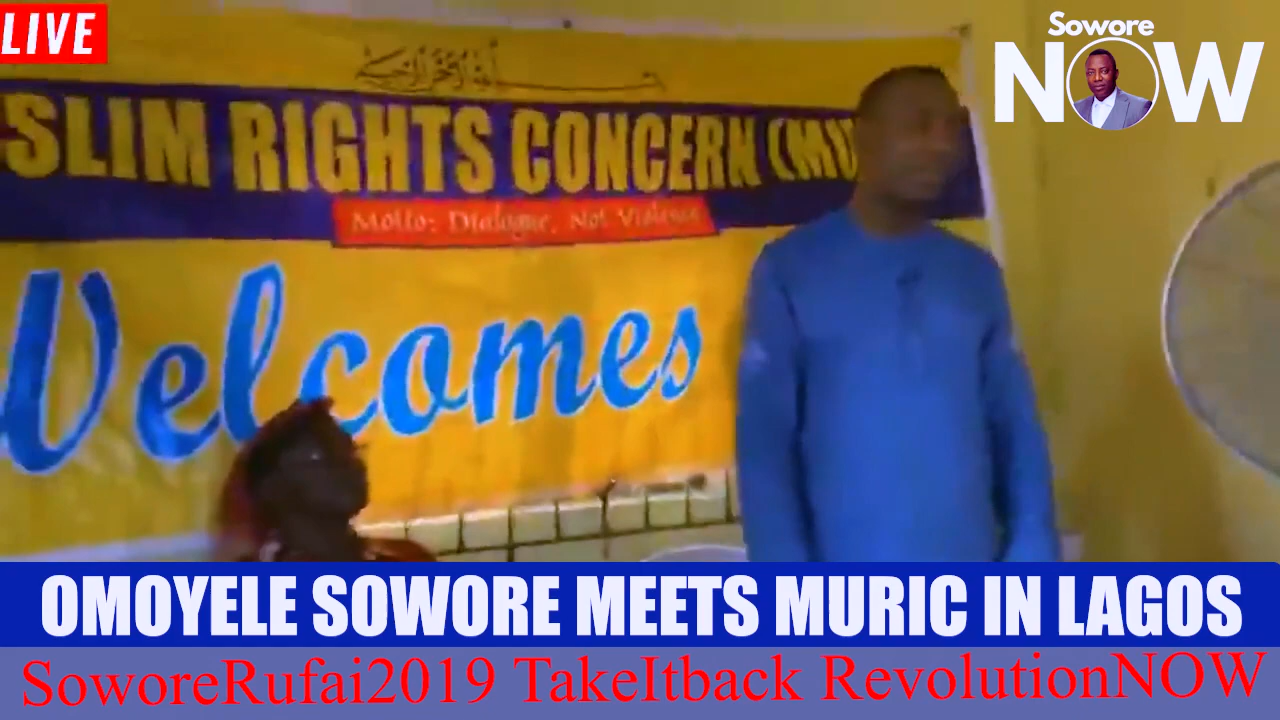 LIVE
Sowore
NOW
SLIM RIGHTS CONCERN (MU
Motto: Dialogue, Not Violence
Welcomes
OMOYELE SOWORE MEETS MURIC IN LAGOS
SoworeRufai2019 TakeItback RevolutionNOW